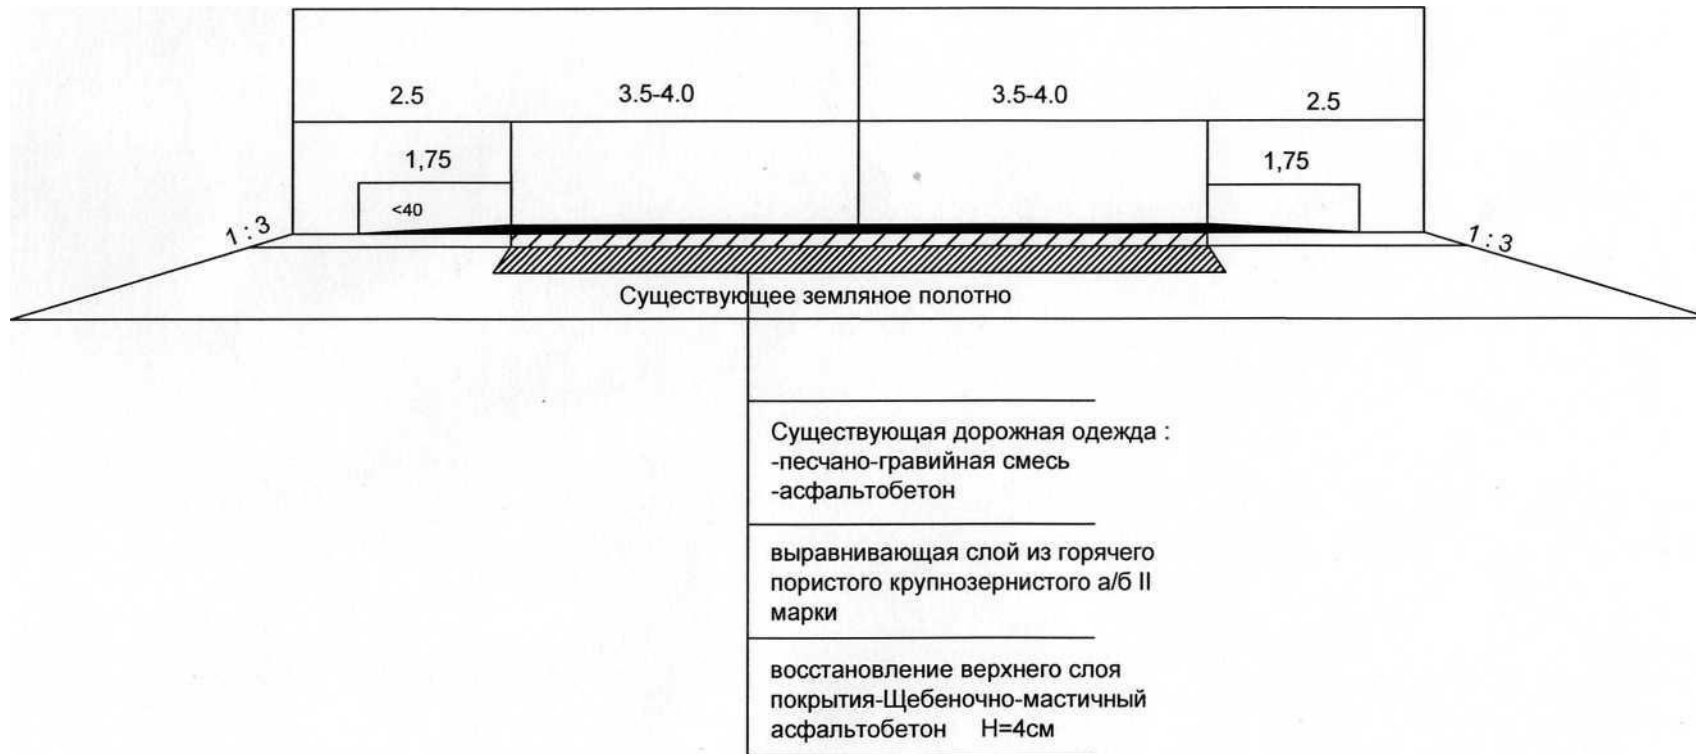 2.5 3.5-4.0 3.5-4.0 2.5
1,75 1,75
<40
1 : 3 1 : 3
Существующее земляное полотно
Существующая дорожная одежда :
-песчано-гравийная смесь
-асфальтобетон
выравнивающая слой из горячего
пористого крупнозернистого а/б II
марки
восстановление верхнего слоя
покрытия-Щебеночно-мастичный
асфальтобетон Н=4см